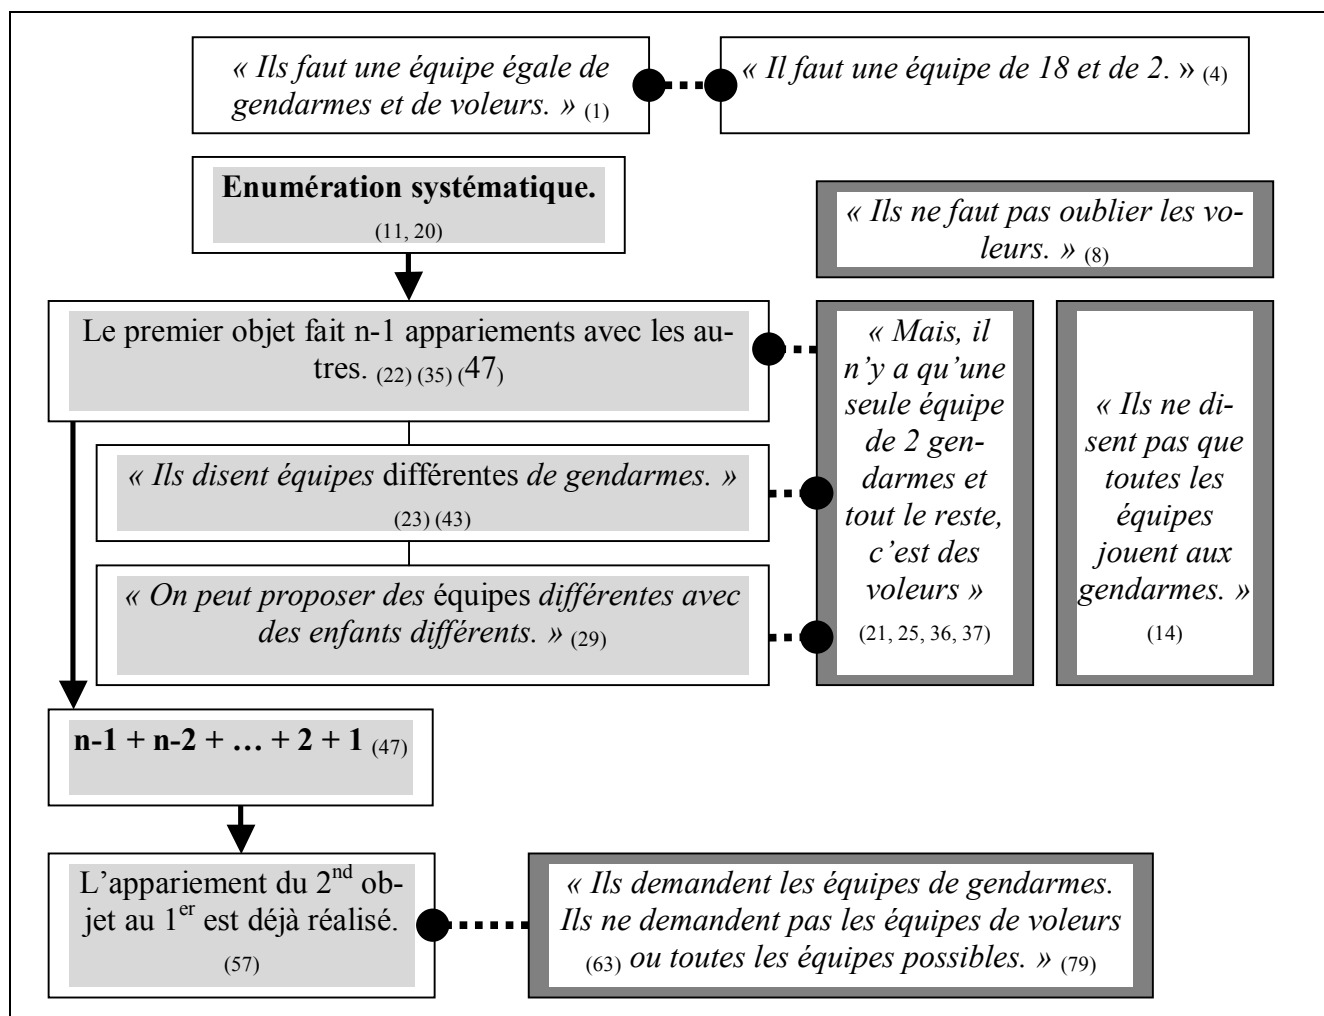 « Ils faut une équipe égale de
gendarmes et de voleurs. » (1)
« Il faut une équipe de 18 et de 2. » (4)
Enumération systématique.
(11, 20)
« Ils ne faut pas oublier les vo-
leurs. » (8)
Le premier objet fait n-1 appariements avec les au-
tres. (22) (35) (47)
« Mais, il
n’y a qu’une
seule équipe
de 2 gen-
darmes et
tout le reste,
c’est des
voleurs »
(21, 25, 36, 37)
« Ils ne di-
sent pas que
toutes les
équipes
jouent aux
gendarmes. »
(14)
« Ils disent équipes différentes de gendarmes. »
(23) (43)
« On peut proposer des équipes différentes avec
des enfants différents. » (29)
n-1 + n-2 + … + 2 + 1 (47)
L’appariement du 2nd ob-
jet au 1er est déjà réalisé.
(57)
« Ils demandent les équipes de gendarmes.
Ils ne demandent pas les équipes de voleurs
(63) ou toutes les équipes possibles. » (79)